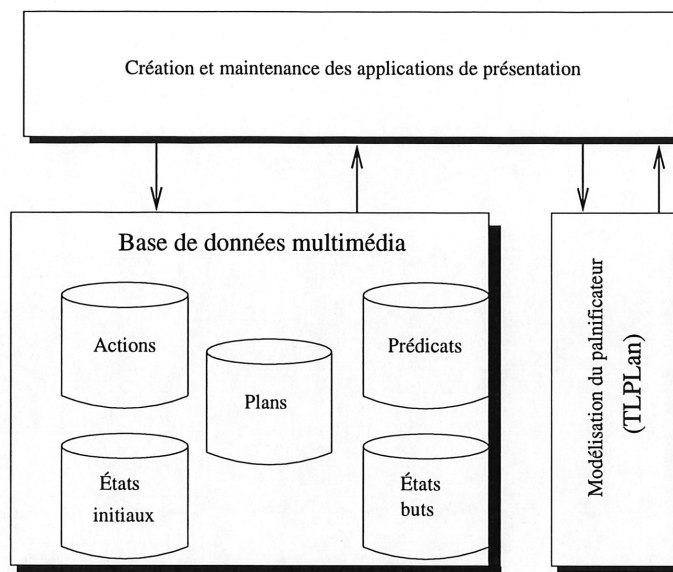 Création et maintenance des applications de présentation
Base de données multimédia
Actions
Prédicats
Plans
États
initiaux
États
buts
Modélisation du palnificateur
(TLPLan)